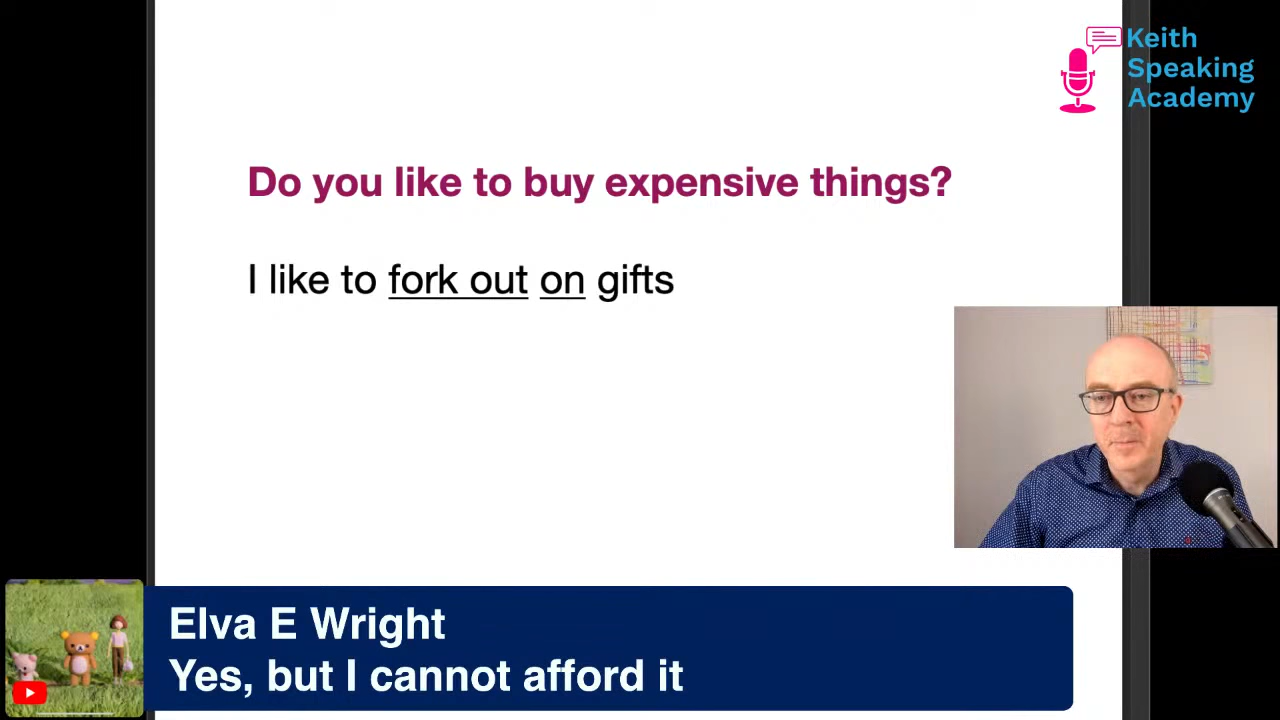 Keith
Speaking
Academy
Do you like to buy expensive things?
I like to fork out on gifts
Elva E Wright
Yes, but I cannot afford it